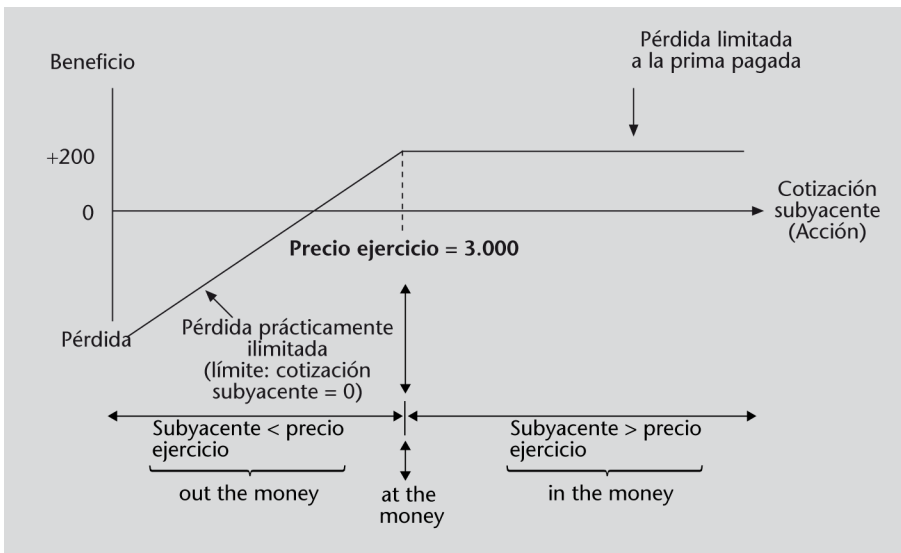 Beneficio
Pérdida limitada
a la prima pagada
+200
0
Cotización
subyacente
(Acción)
Precio ejercicio = 3.000
Pérdida
Pérdida prácticamente
ilimitada
(límite: cotización
subyacente = 0)
Subyacente < precio
ejercicio
Subyacente > precio
ejercicio
out the money
at the
money
in the money